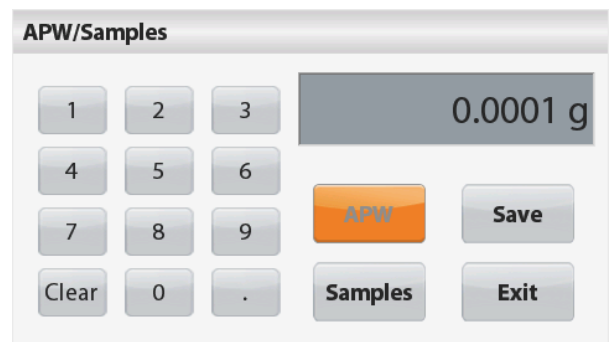 APW/Samples
0.0001 g
1 2 3
4 5 6
7 8 9
Clear 0 .
APW Save
Samples Exit